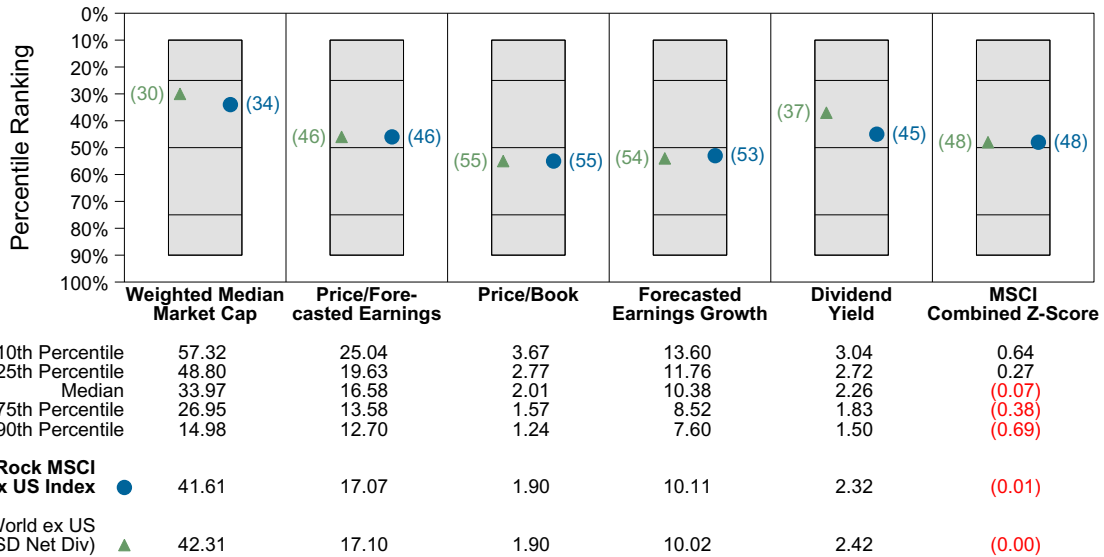 0%
10%
20%
30%
40%
50%
60%
70%
80%
90%
100%
Percentile Ranking
(30) (34)
(46) (46)
(55) (55)
(54) (53)
(37) (45)
(48) (48)
Weighted Median Market Cap
Price/Fore-casted Earnings
Price/Book
Forecasted Earnings Growth
Dividend Yield
MSCI Combined Z-Score
10th Percentile 57.32 25.04 3.67 13.60 3.04 0.64
25th Percentile 48.80 19.63 2.77 11.76 2.72 0.27
Median 33.97 16.58 2.01 10.38 2.26 (0.07)
75th Percentile 26.95 13.58 1.57 8.52 1.83 (0.38)
90th Percentile 14.98 12.70 1.24 7.60 1.50 (0.69)
Rock MSCI
x US Index 41.61 17.07 1.90 10.11 2.32 (0.01)
World ex US
SD Net Div) 42.31 17.10 1.90 10.02 2.42 (0.00)